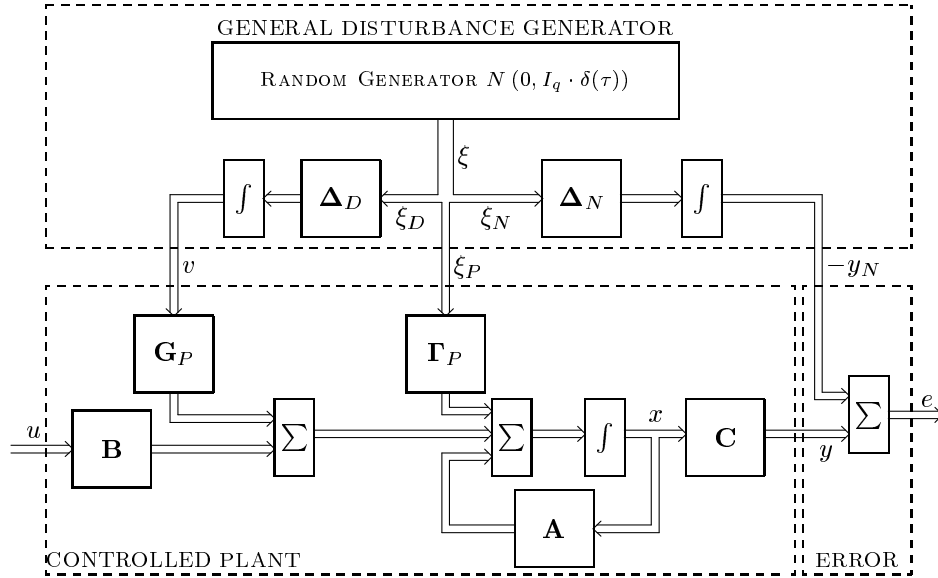 GENERAL DISTURBANCE GENERATOR
RANDOM GENERATOR N (0, I_q · δ(τ))
ξ
∫
Δ_D
ξ_D
ξ_N
Δ_N
∫
v
ξ_P
−y_N
G_P
Γ_P
u
B
∑
∑
∫
x
C
y
∑
e
A
CONTROLLED PLANT
ERROR